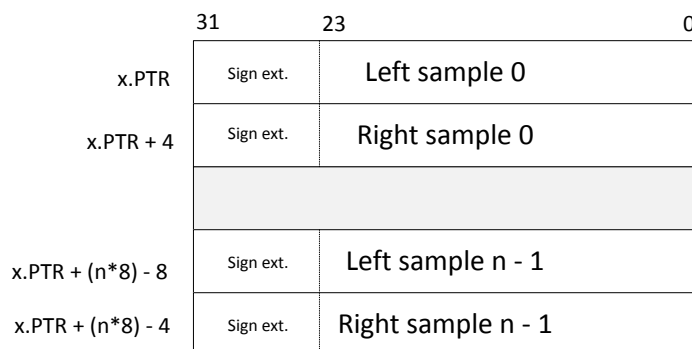 31 23 0
x.PTR Sign ext. Left sample 0
x.PTR + 4 Sign ext. Right sample 0
x.PTR + (n*8) - 8 Sign ext. Left sample n - 1
x.PTR + (n*8) - 4 Sign ext. Right sample n - 1